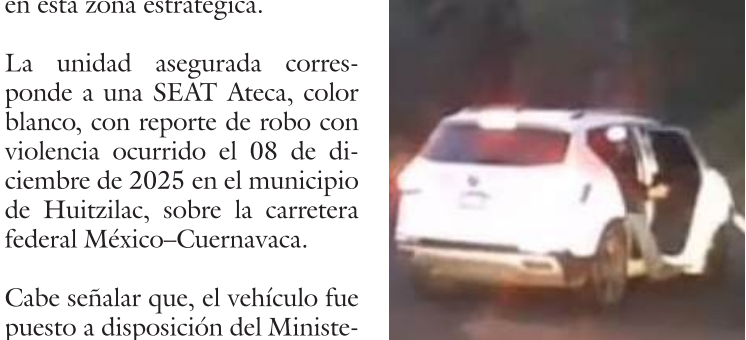 en esta zona estratégica.
La unidad asegurada corres-
ponde a una SEAT Ateca, color
blanco, con reporte de robo con
violencia ocurrido el 08 de di-
ciembre de 2025 en el municipio
de Huitzilac, sobre la carretera
federal México–Cuernavaca.
Cabe señalar que, el vehículo fue
puesto a disposición del Ministe-